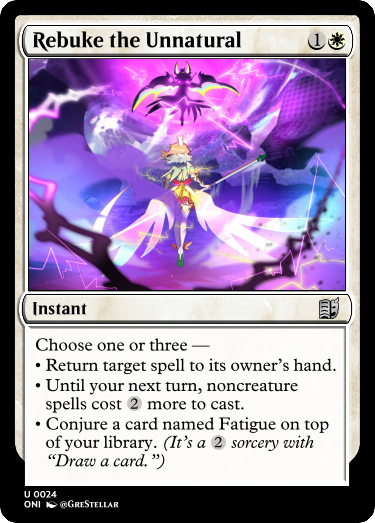 Rebuke the Unnatural 1
Instant
Choose one or three —
• Return target spell to its owner's hand.
• Until your next turn, noncreature
spells cost 2 more to cast.
• Conjure a card named Fatigue on top
of your library. (It's a 2 sorcery with
"Draw a card.")
U 0024
ONI @GreStellar